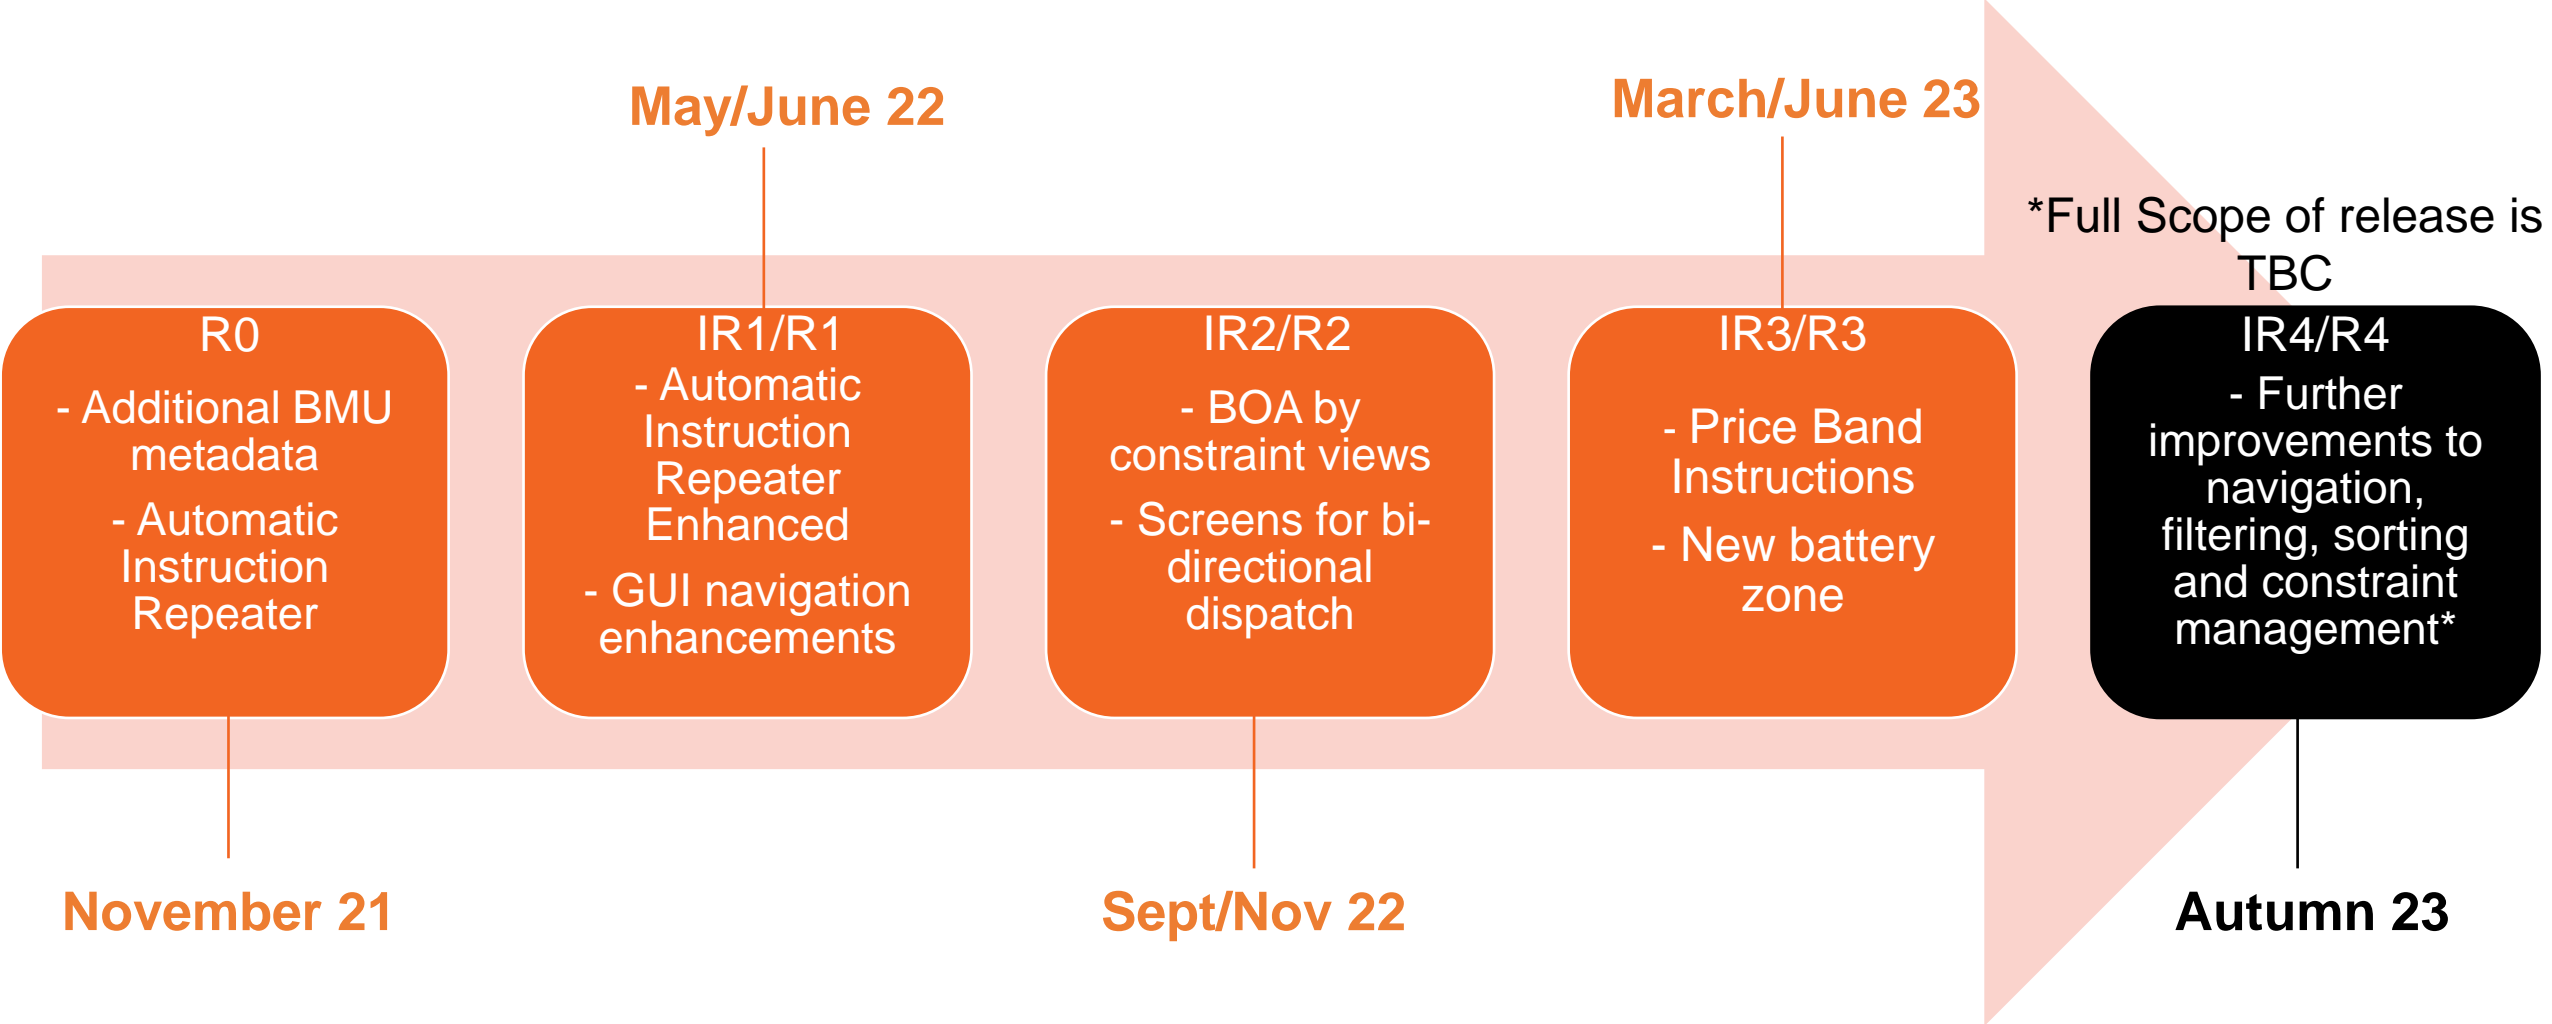 May/June 22
March/June 23
*Full Scope of release is
TBC
R0
- Additional BMU
metadata
- Automatic
Instruction
Repeater
IR1/R1
- Automatic
Instruction
Repeater
Enhanced
- GUI navigation
enhancements
IR2/R2
- BOA by
constraint views
- Screens for bi-
directional
dispatch
IR3/R3
- Price Band
Instructions
- New battery
zone
IR4/R4
- Further
improvements to
navigation,
filtering, sorting
and constraint
management*
November 21
Sept/Nov 22
Autumn 23